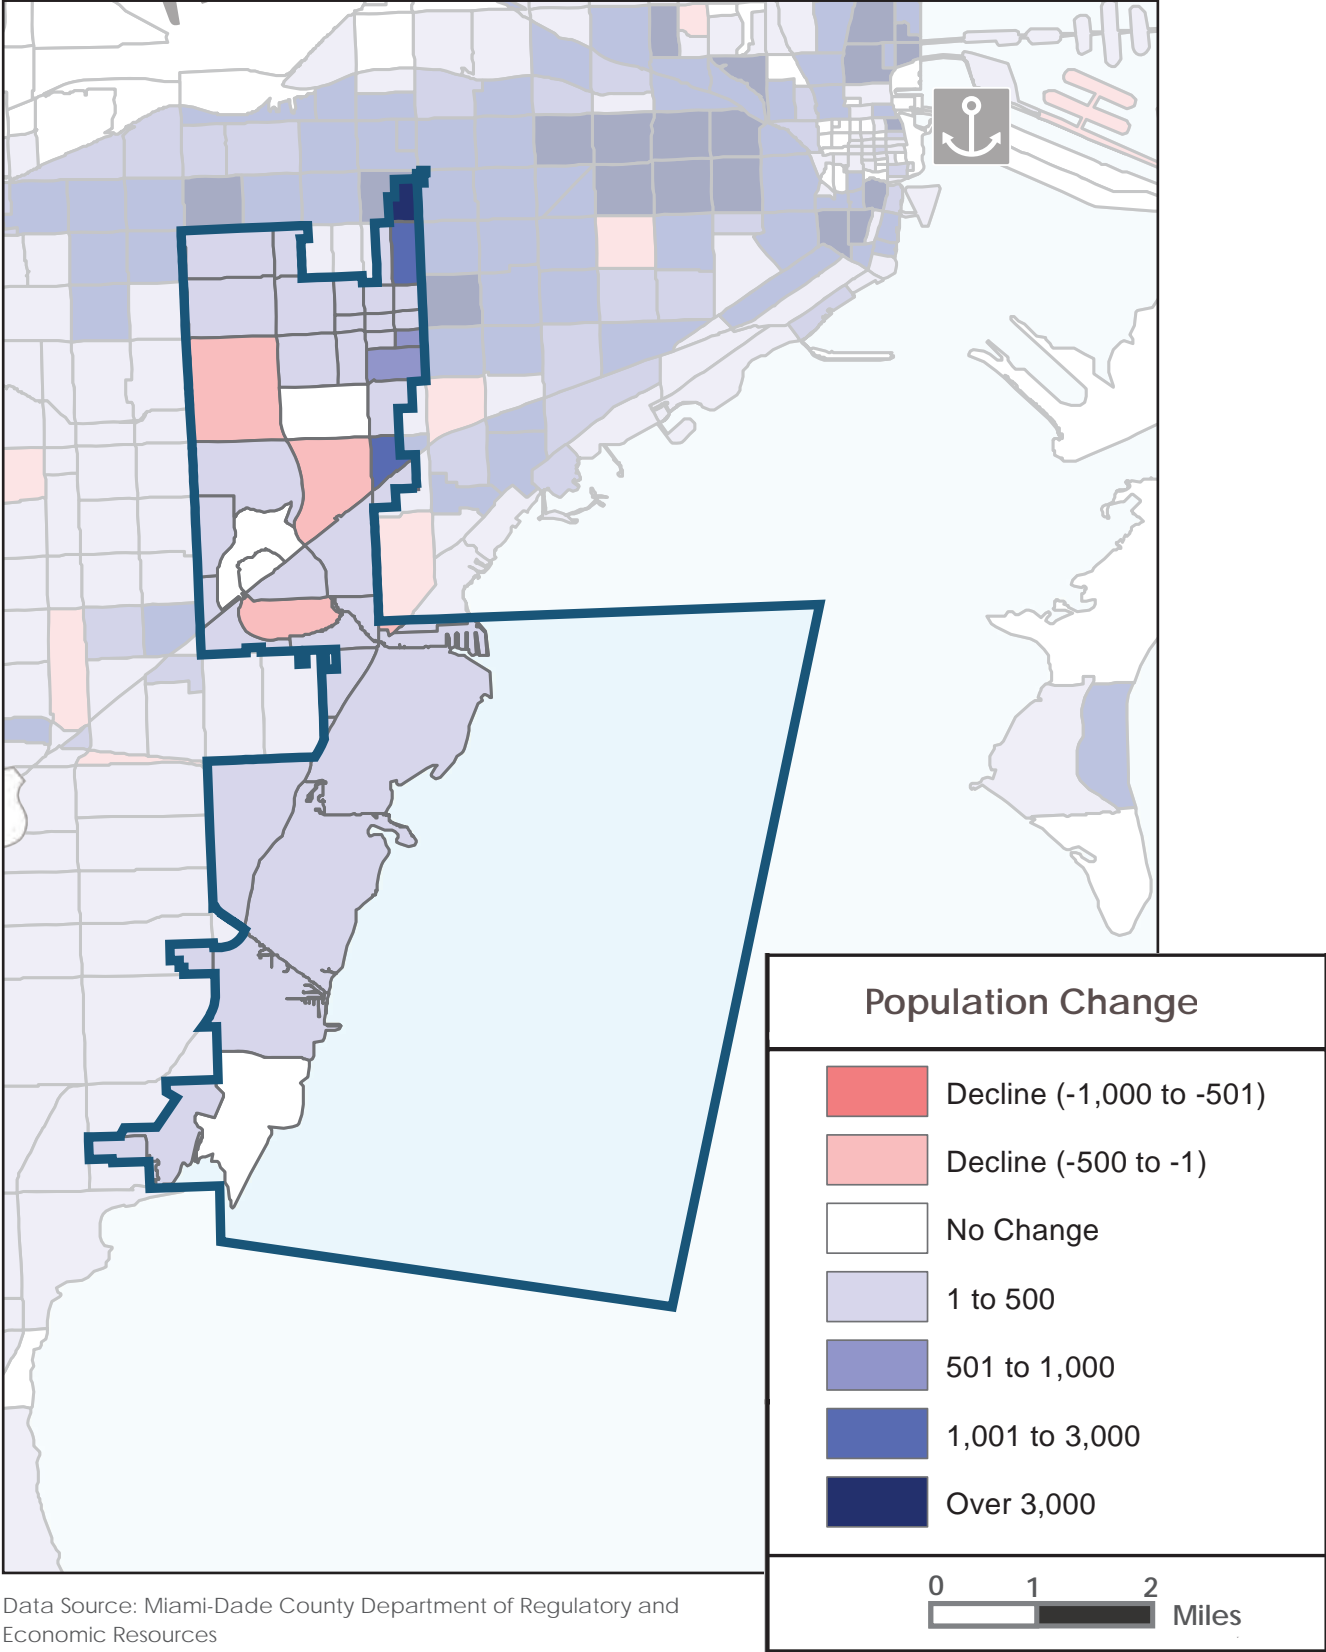 Population Change
Decline (-1,000 to -501)
Decline (-500 to -1)
No Change
1 to 500
501 to 1,000
1,001 to 3,000
Over 3,000
0 1 2
Miles
Data Source: Miami-Dade County Department of Regulatory and
Economic Resources